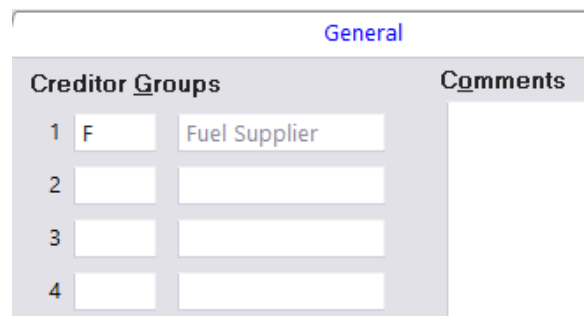 General
Creditor Groups
Comments
1 F Fuel Supplier
2
3
4